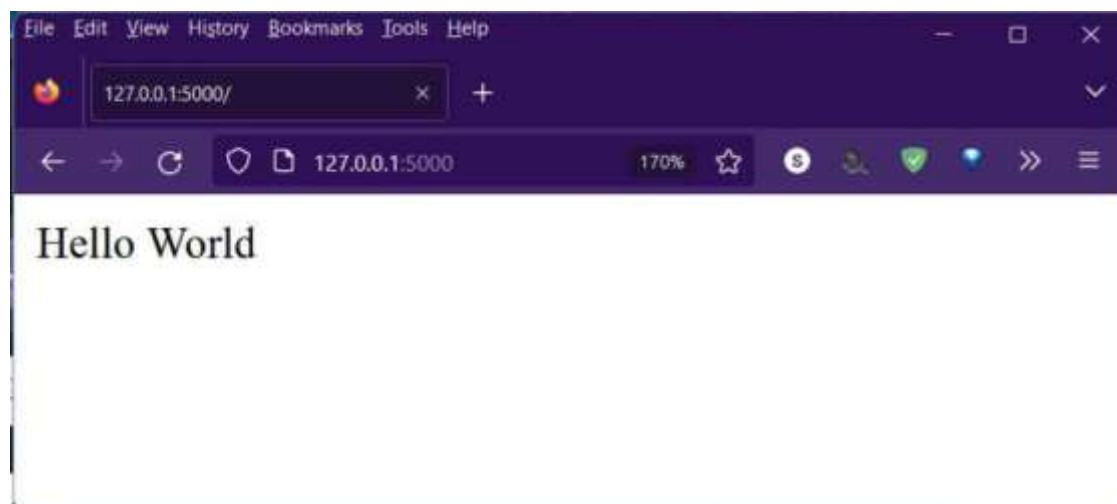 File Edit View History Bookmarks Tools Help
127.0.0.1:5000/
127.0.0.1:5000 170% S
Hello World